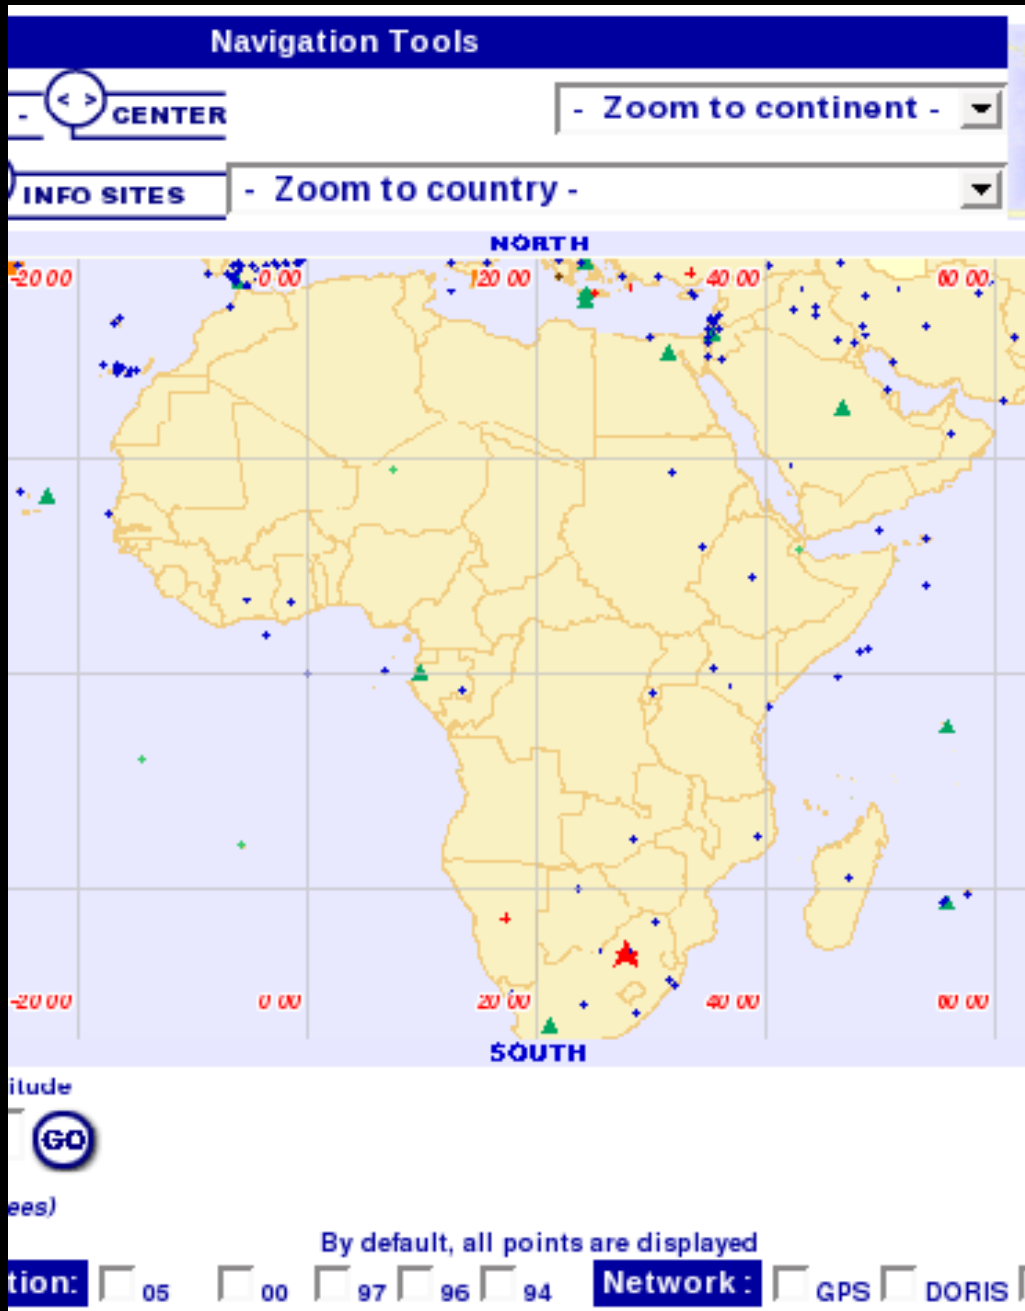 Navigation Tools
- < > CENTER - Zoom to continent -
INFO SITES - Zoom to country -
NORTH
-20 00 0 00 20 00 40 00 60 00
-20 00 0 00 20 00 40 00 60 00
SOUTH
itude
GO
ees)
By default, all points are displayed
tion: 05 00 97 96 94 Network : GPS DORIS